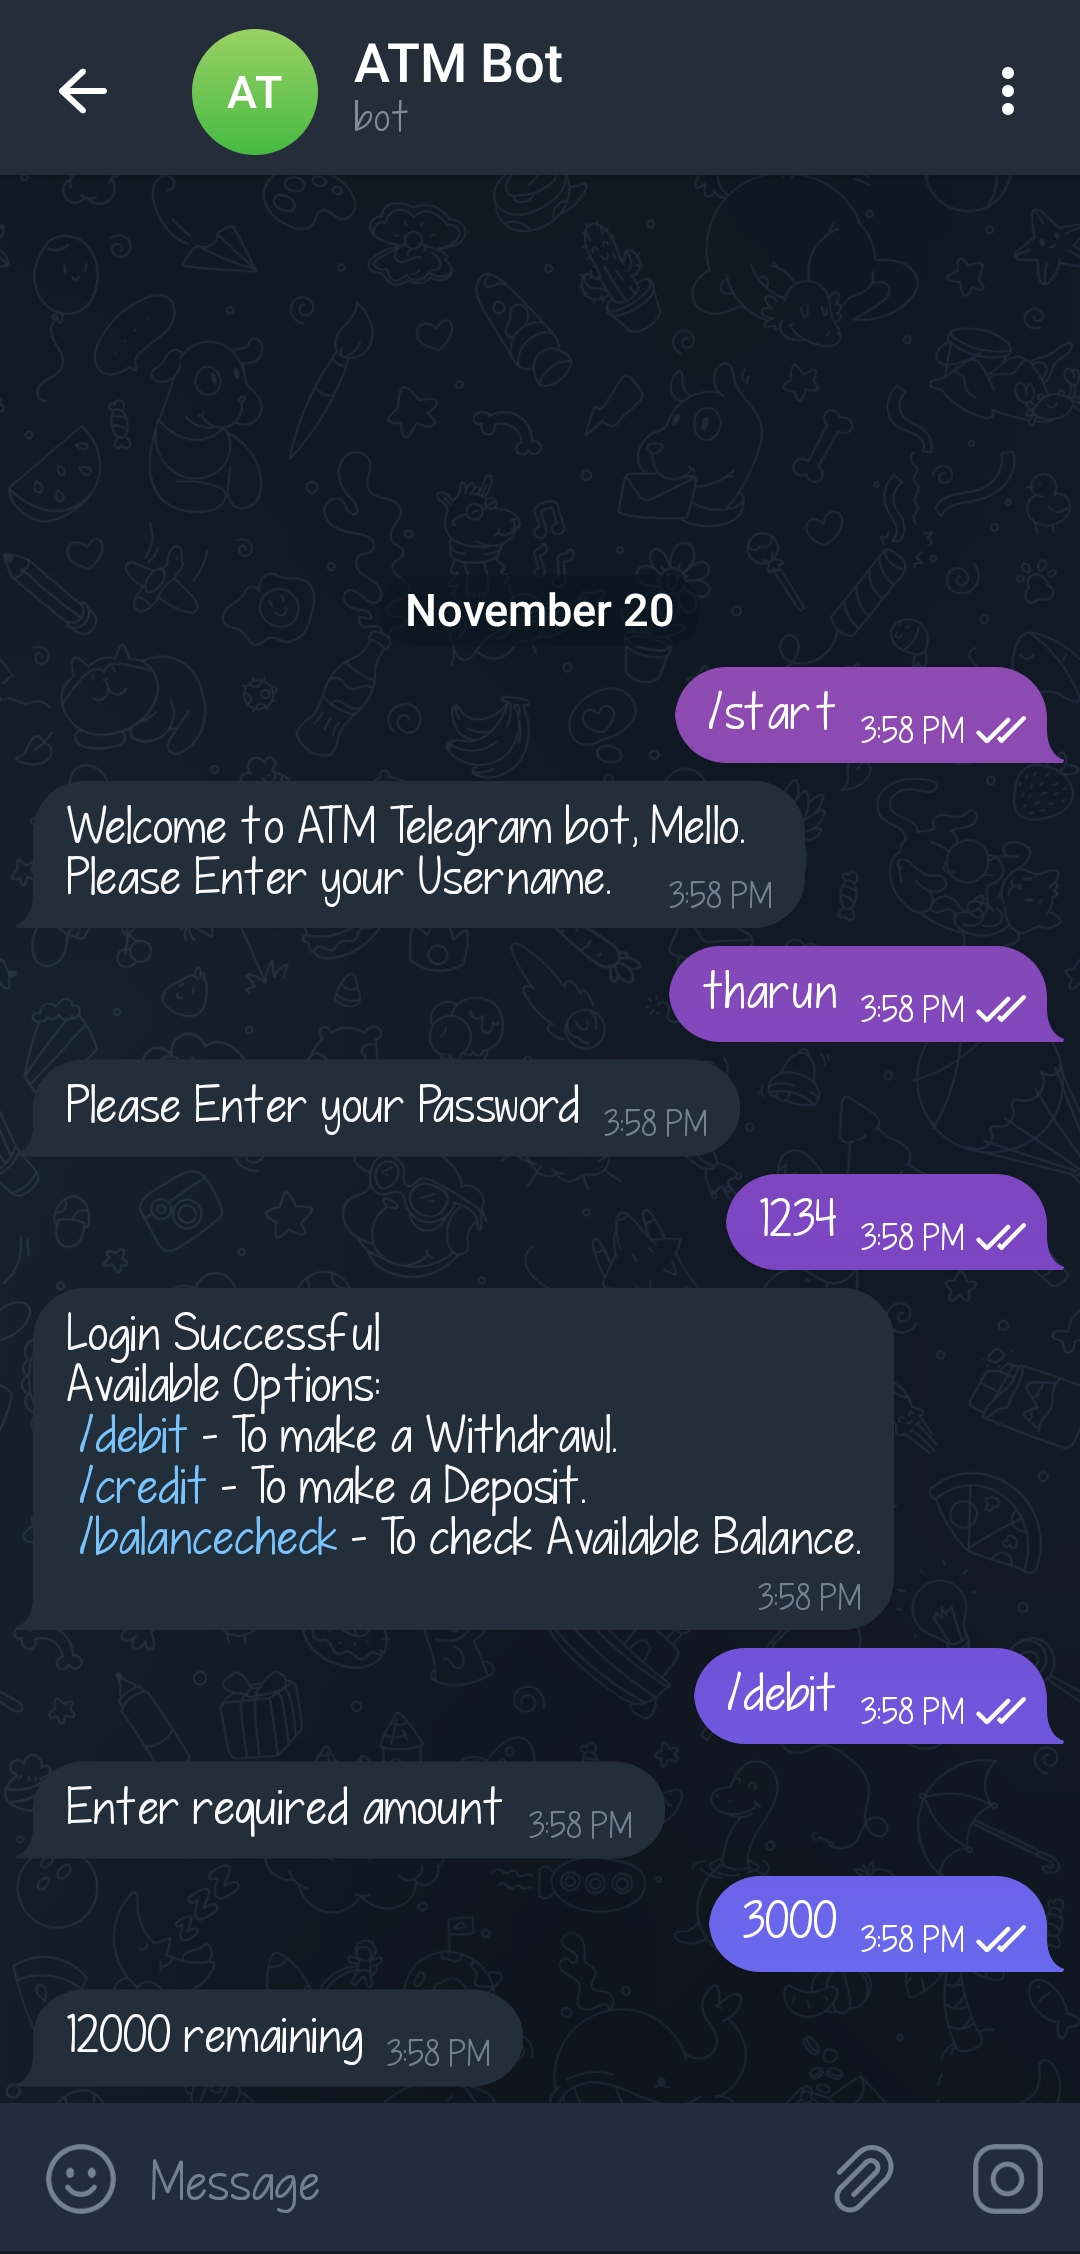 AT
ATM Bot
bot
November 20
/start 3:58 PM
Welcome to ATM Telegram bot, Mello.
Please Enter your Username. 3:58 PM
tharun 3:58 PM
Please Enter your Password 3:58 PM
1234 3:58 PM
Login Successful
Available Options:
/debit - To make a Withdrawl.
/credit - To make a Deposit.
/balancecheck - To check Available Balance.
3:58 PM
/debit 3:58 PM
Enter required amount 3:58 PM
3000 3:58 PM
12000 remaining 3:58 PM
Message